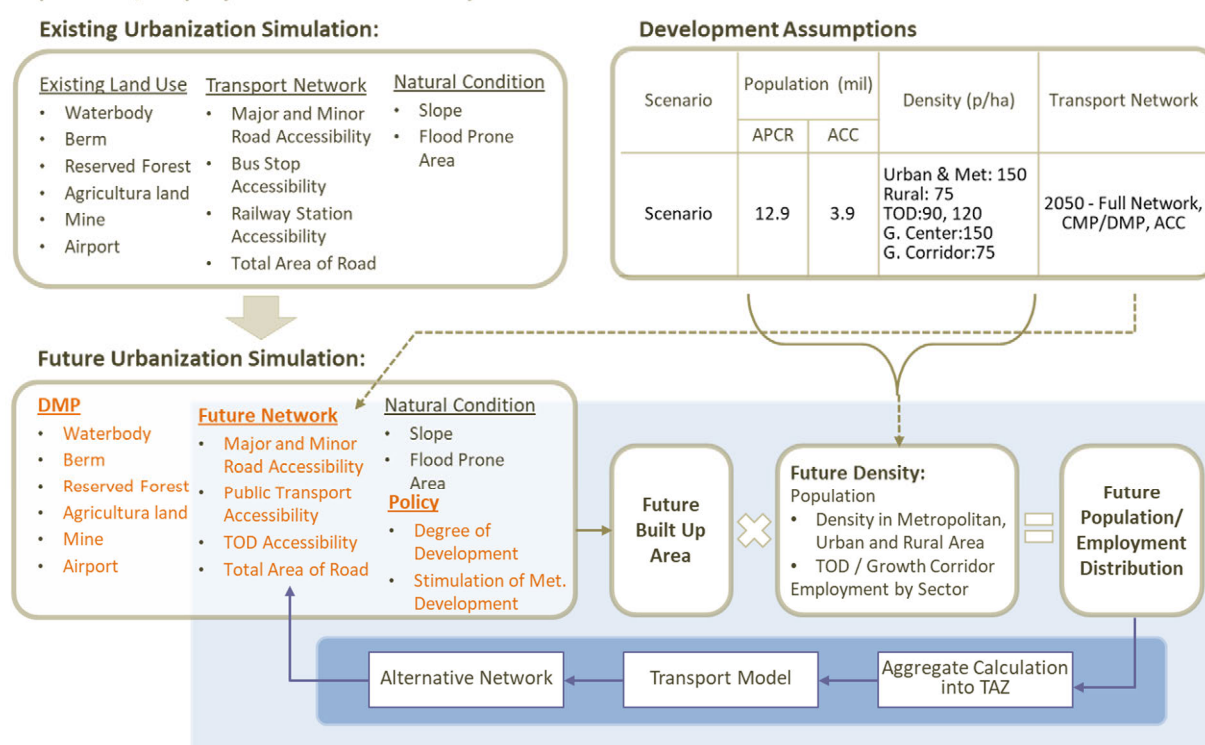 Existing Urbanization Simulation:
Existing Land Use
• Waterbody
• Berm
• Reserved Forest
• Agricultura land
• Mine
• Airport
Transport Network
• Major and Minor
Road Accessibility
• Bus Stop
Accessibility
• Railway Station
Accessibility
• Total Area of Road
Natural Condition
• Slope
• Flood Prone
Area
Development Assumptions
Scenario
Population (mil)
APCR
ACC
Density (p/ha)
Transport Network
Scenario
12.9
3.9
Urban & Met: 150
Rural: 75
TOD:90, 120
G. Center:150
G. Corridor:75
2050 - Full Network,
CMP/DMP, ACC
Future Urbanization Simulation:
DMP
• Waterbody
• Berm
• Reserved Forest
• Agricultura land
• Mine
• Airport
Future Network
• Major and Minor
Road Accessibility
• Public Transport
Accessibility
• TOD Accessibility
• Total Area of Road
Natural Condition
• Slope
• Flood Prone
Area
Policy
• Degree of
Development
• Stimulation of Met.
Development
Future
Built Up
Area
Future Density:
Population
• Density in Metropolitan,
Urban and Rural Area
• TOD / Growth Corridor
Employment by Sector
Future
Population/
Employment
Distribution
Alternative Network
Transport Model
Aggregate Calculation
into TAZ